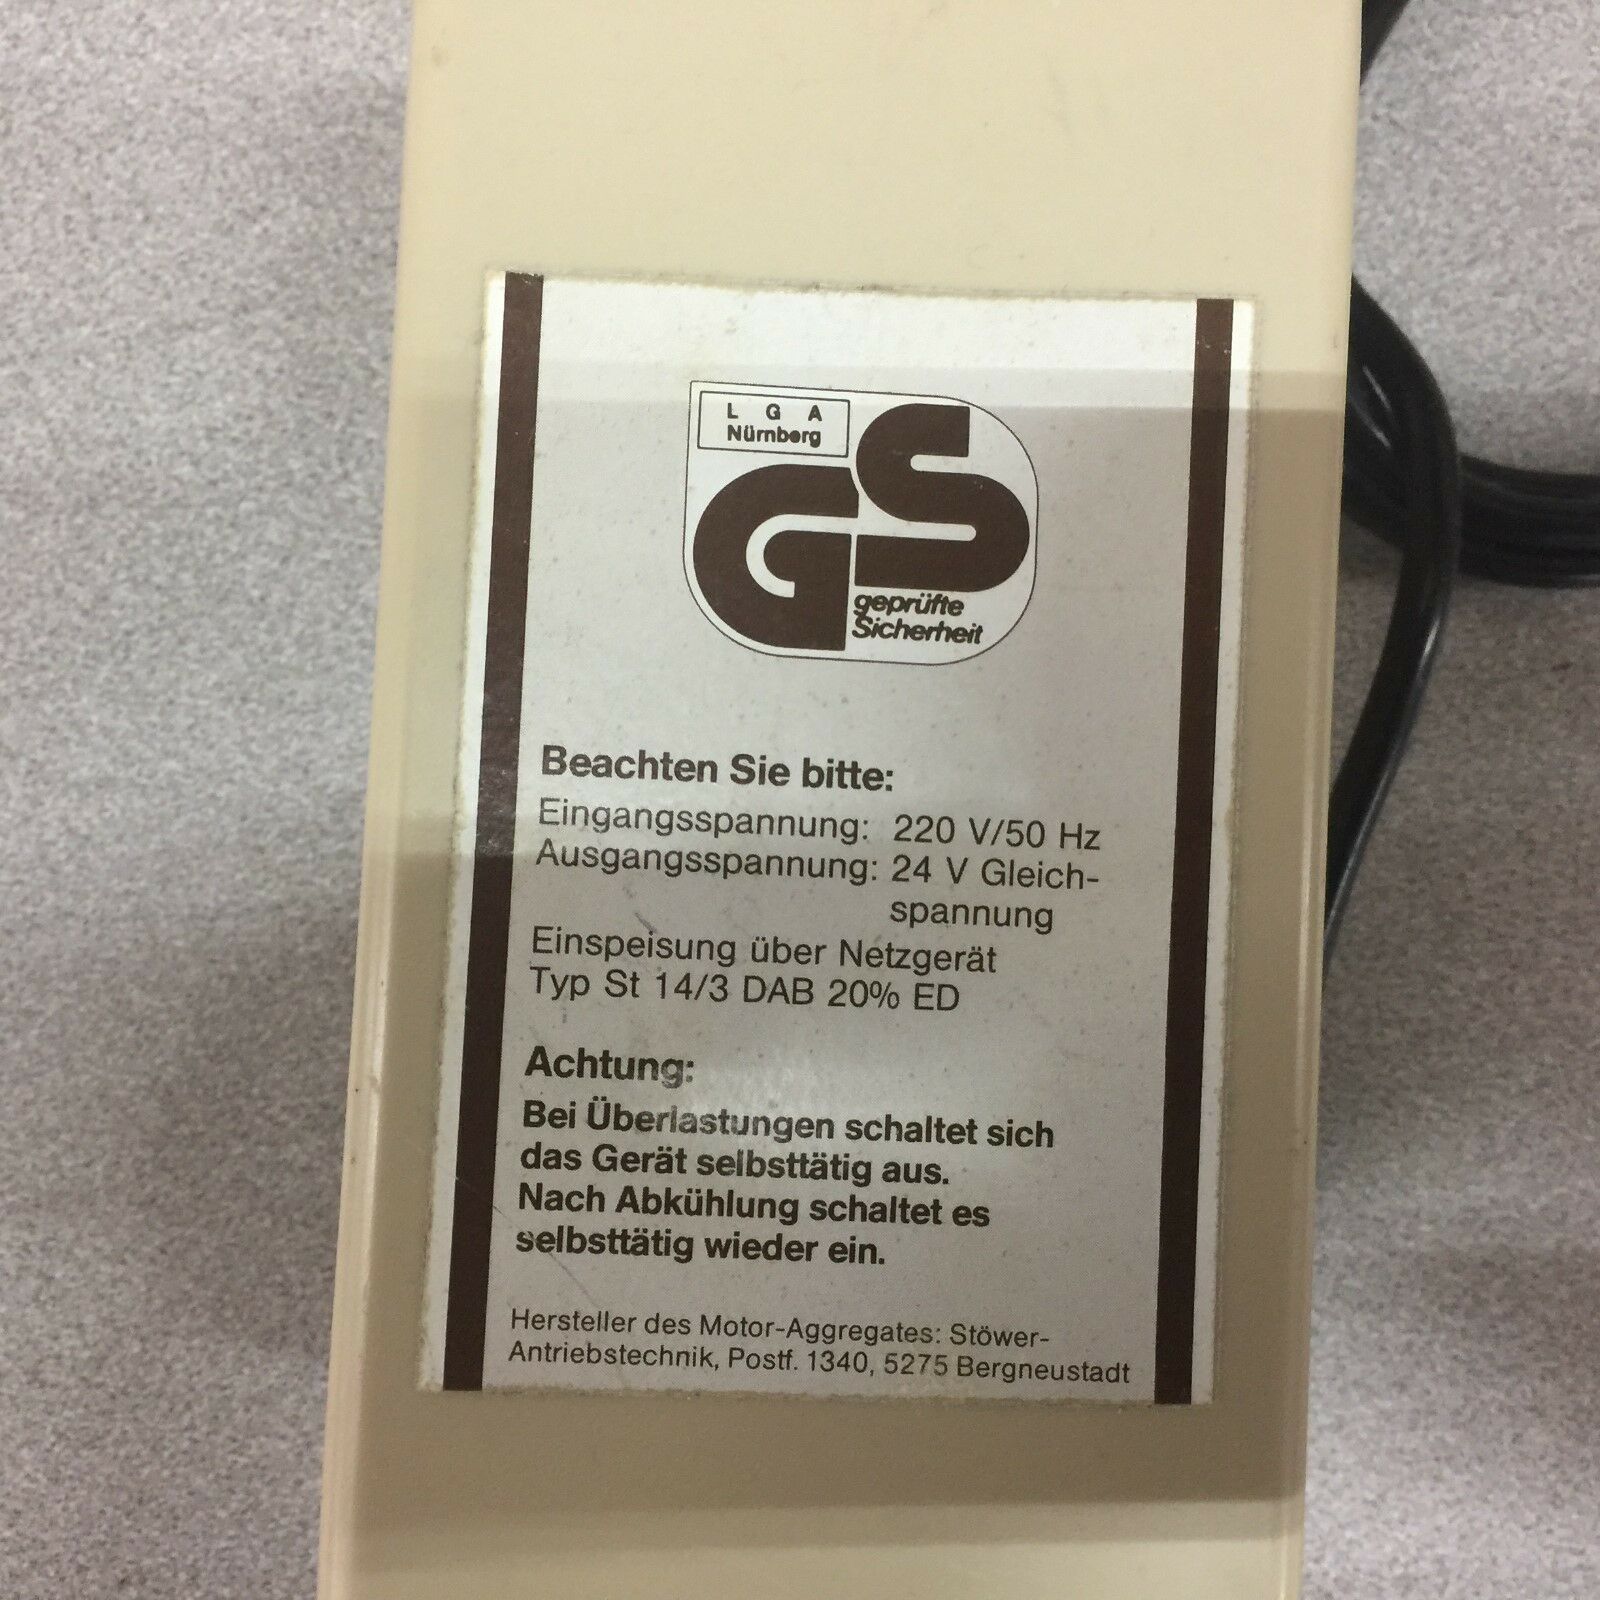 L G A
Nürnberg
GS
geprüfte
Sicherheit
Beachten Sie bitte:
Eingangsspannung: 220 V/50 Hz
Ausgangsspannung: 24 V Gleich-
spannung
Einspeisung über Netzgerät
Typ St 14/3 DAB 20% ED
Achtung:
Bei Überlastungen schaltet sich
das Gerät selbsttätig aus.
Nach Abkühlung schaltet es
selbsttätig wieder ein.
Hersteller des Motor-Aggregates: Stöwer-
Antriebstechnik, Postf. 1340, 5275 Bergneustadt